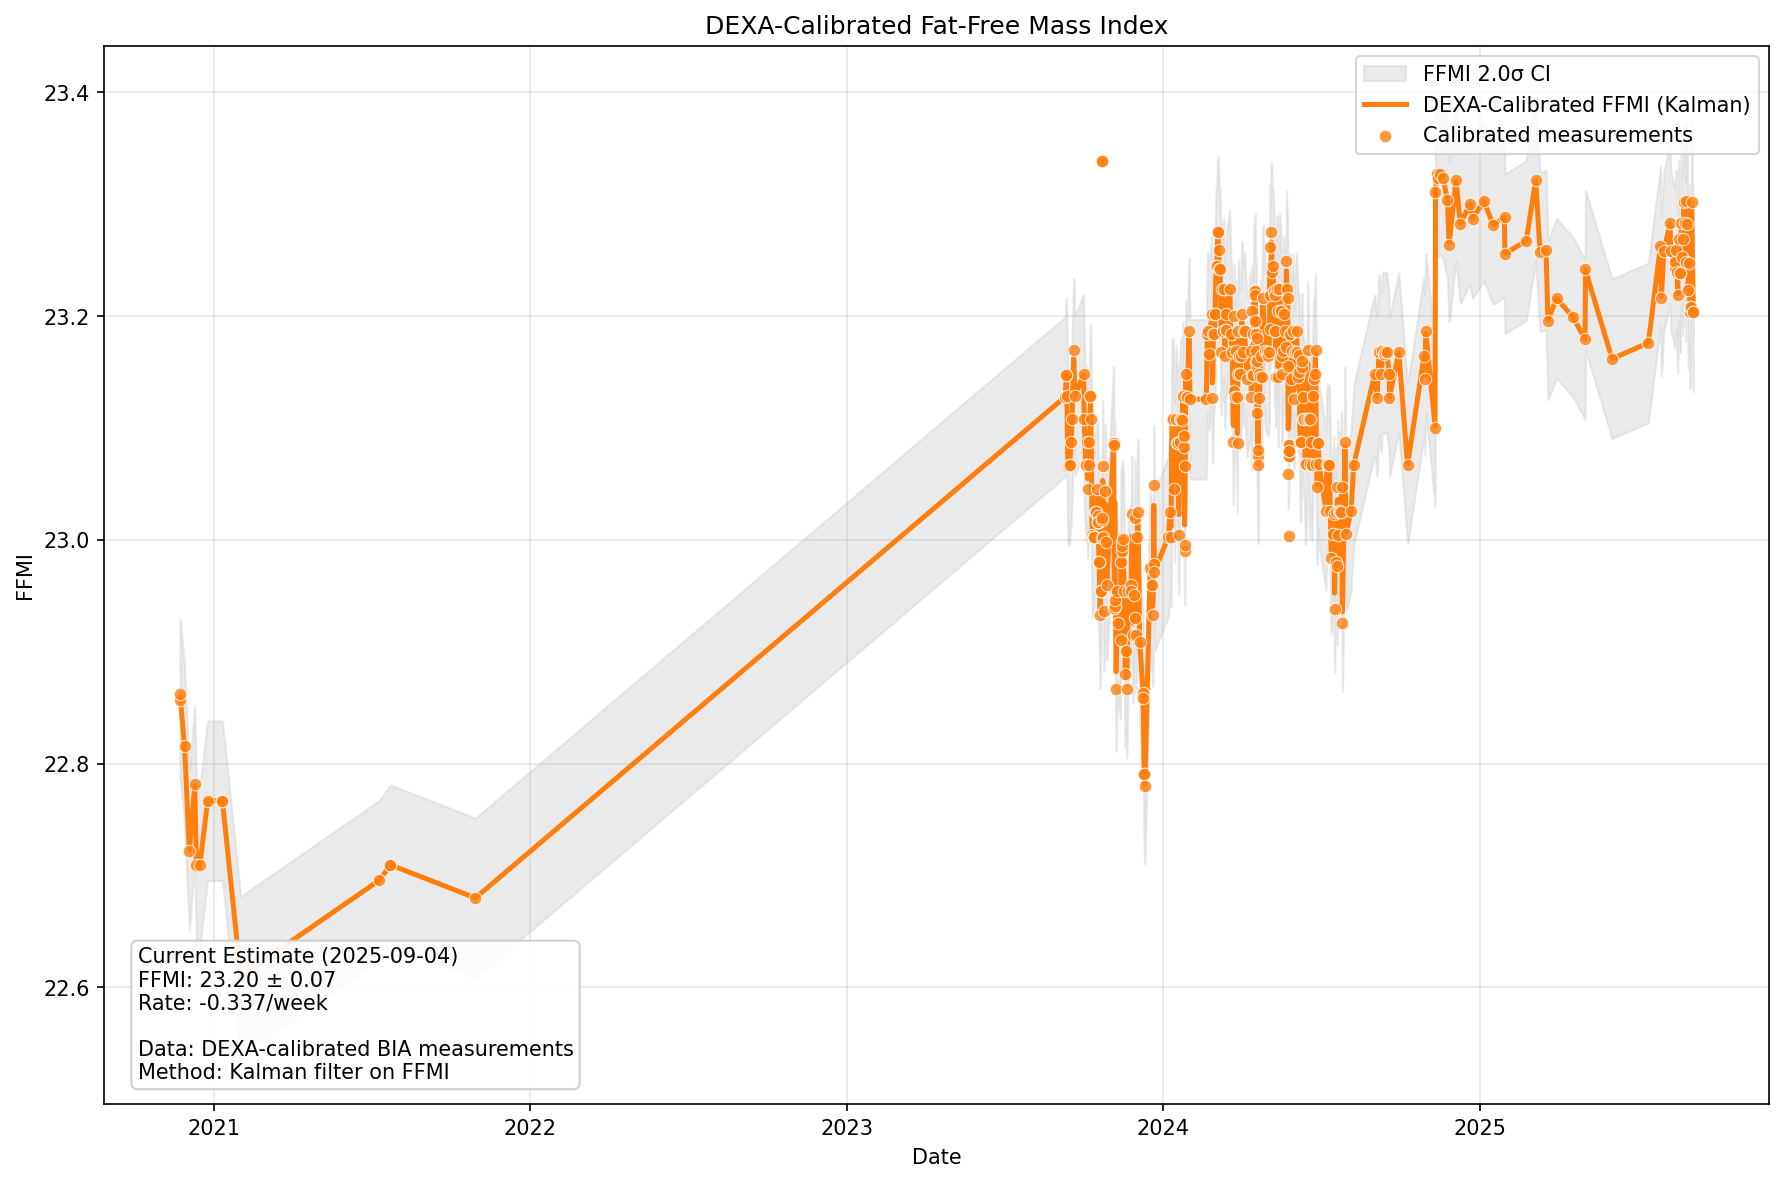 DEXA-Calibrated Fat-Free Mass Index
FFMI 2.0σ CI
DEXA-Calibrated FFMI (Kalman)
Calibrated measurements
23.4
23.2
23.0
22.8
22.6
FFMI
Current Estimate (2025-09-04)
FFMI: 23.20 ± 0.07
Rate: -0.337/week
Data: DEXA-calibrated BIA measurements
Method: Kalman filter on FFMI
2021
2022
2023
2024
2025
Date